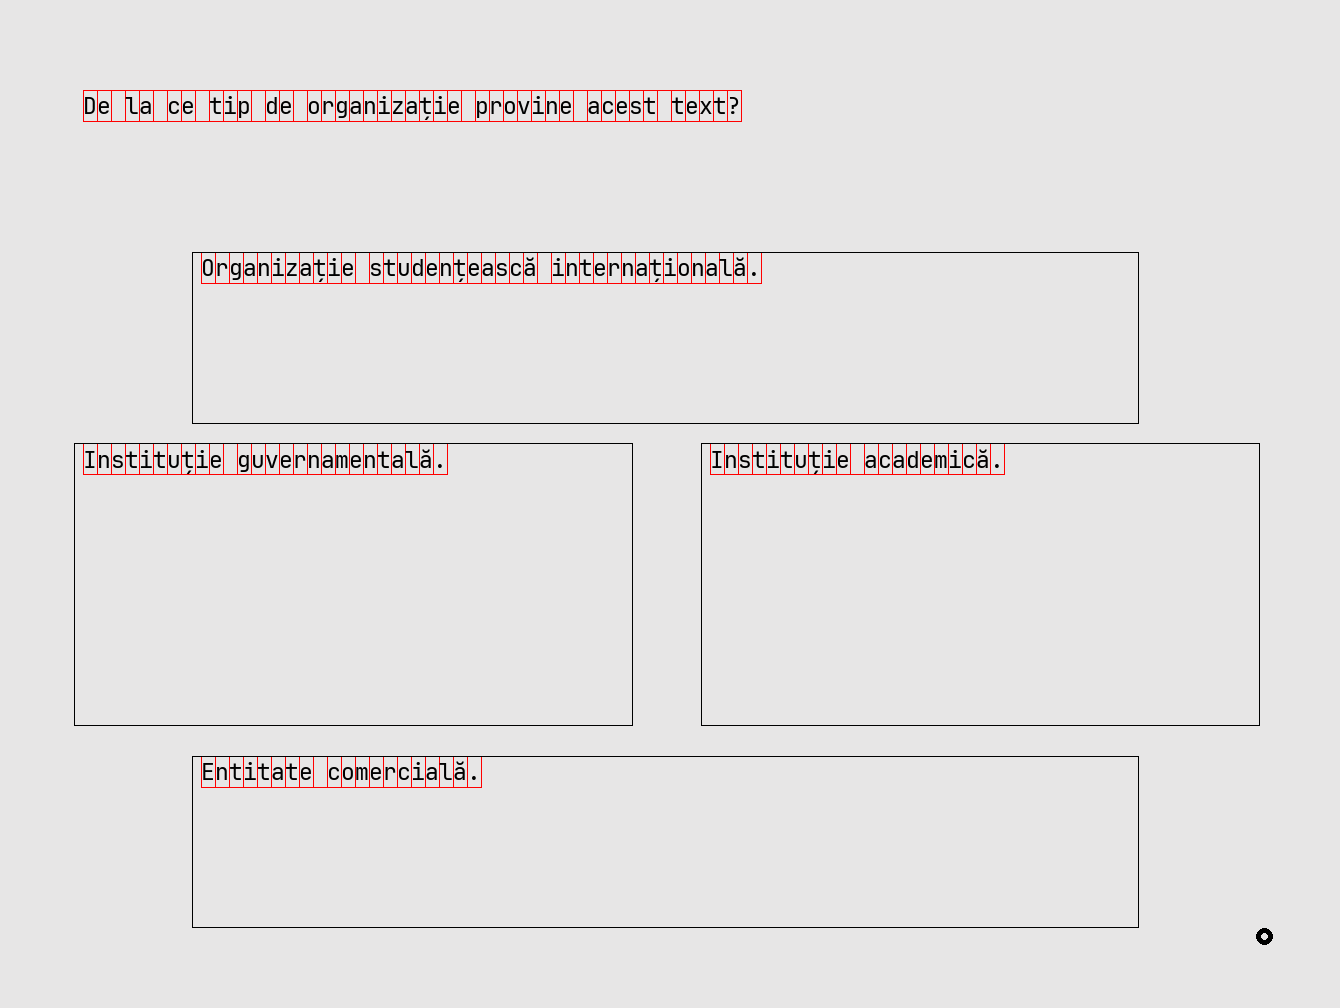 De la ce tip de organizație provine acest text?
Organizație studențească internațională.
Instituție guvernamentală.
Instituție academică.
Entitate comercială.